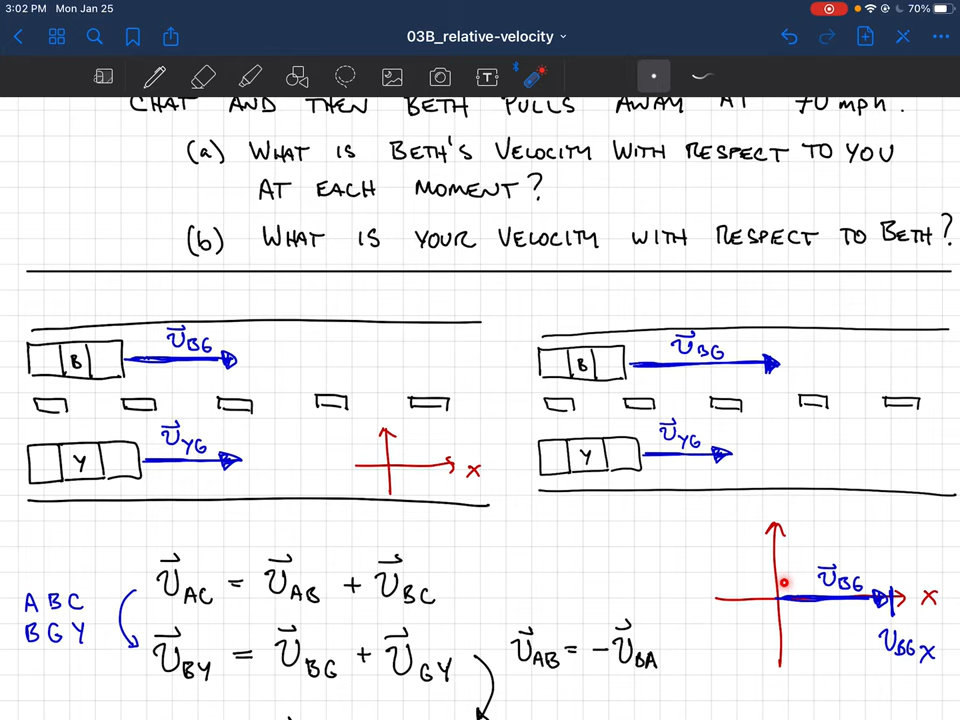 3:02 PM Mon Jan 25
70%
03B_relative-velocity
T
CHAT AND THEN BETH PULLS AWAY AT 70 mph.
(a) WHAT IS BETH'S VELOCITY WITH RESPECT TO YOU
AT EACH MOMENT?
(b) WHAT IS YOUR VELOCITY WITH RESPECT TO BETH?
B v⃗BG
Y v⃗YG
x
B v⃗BG
Y v⃗YG
v⃗AC = v⃗AB + v⃗BC
A B C
B G Y
v⃗BY = v⃗BG + v⃗GY
v⃗AB = -v⃗BA
v⃗BG
x
vBGx